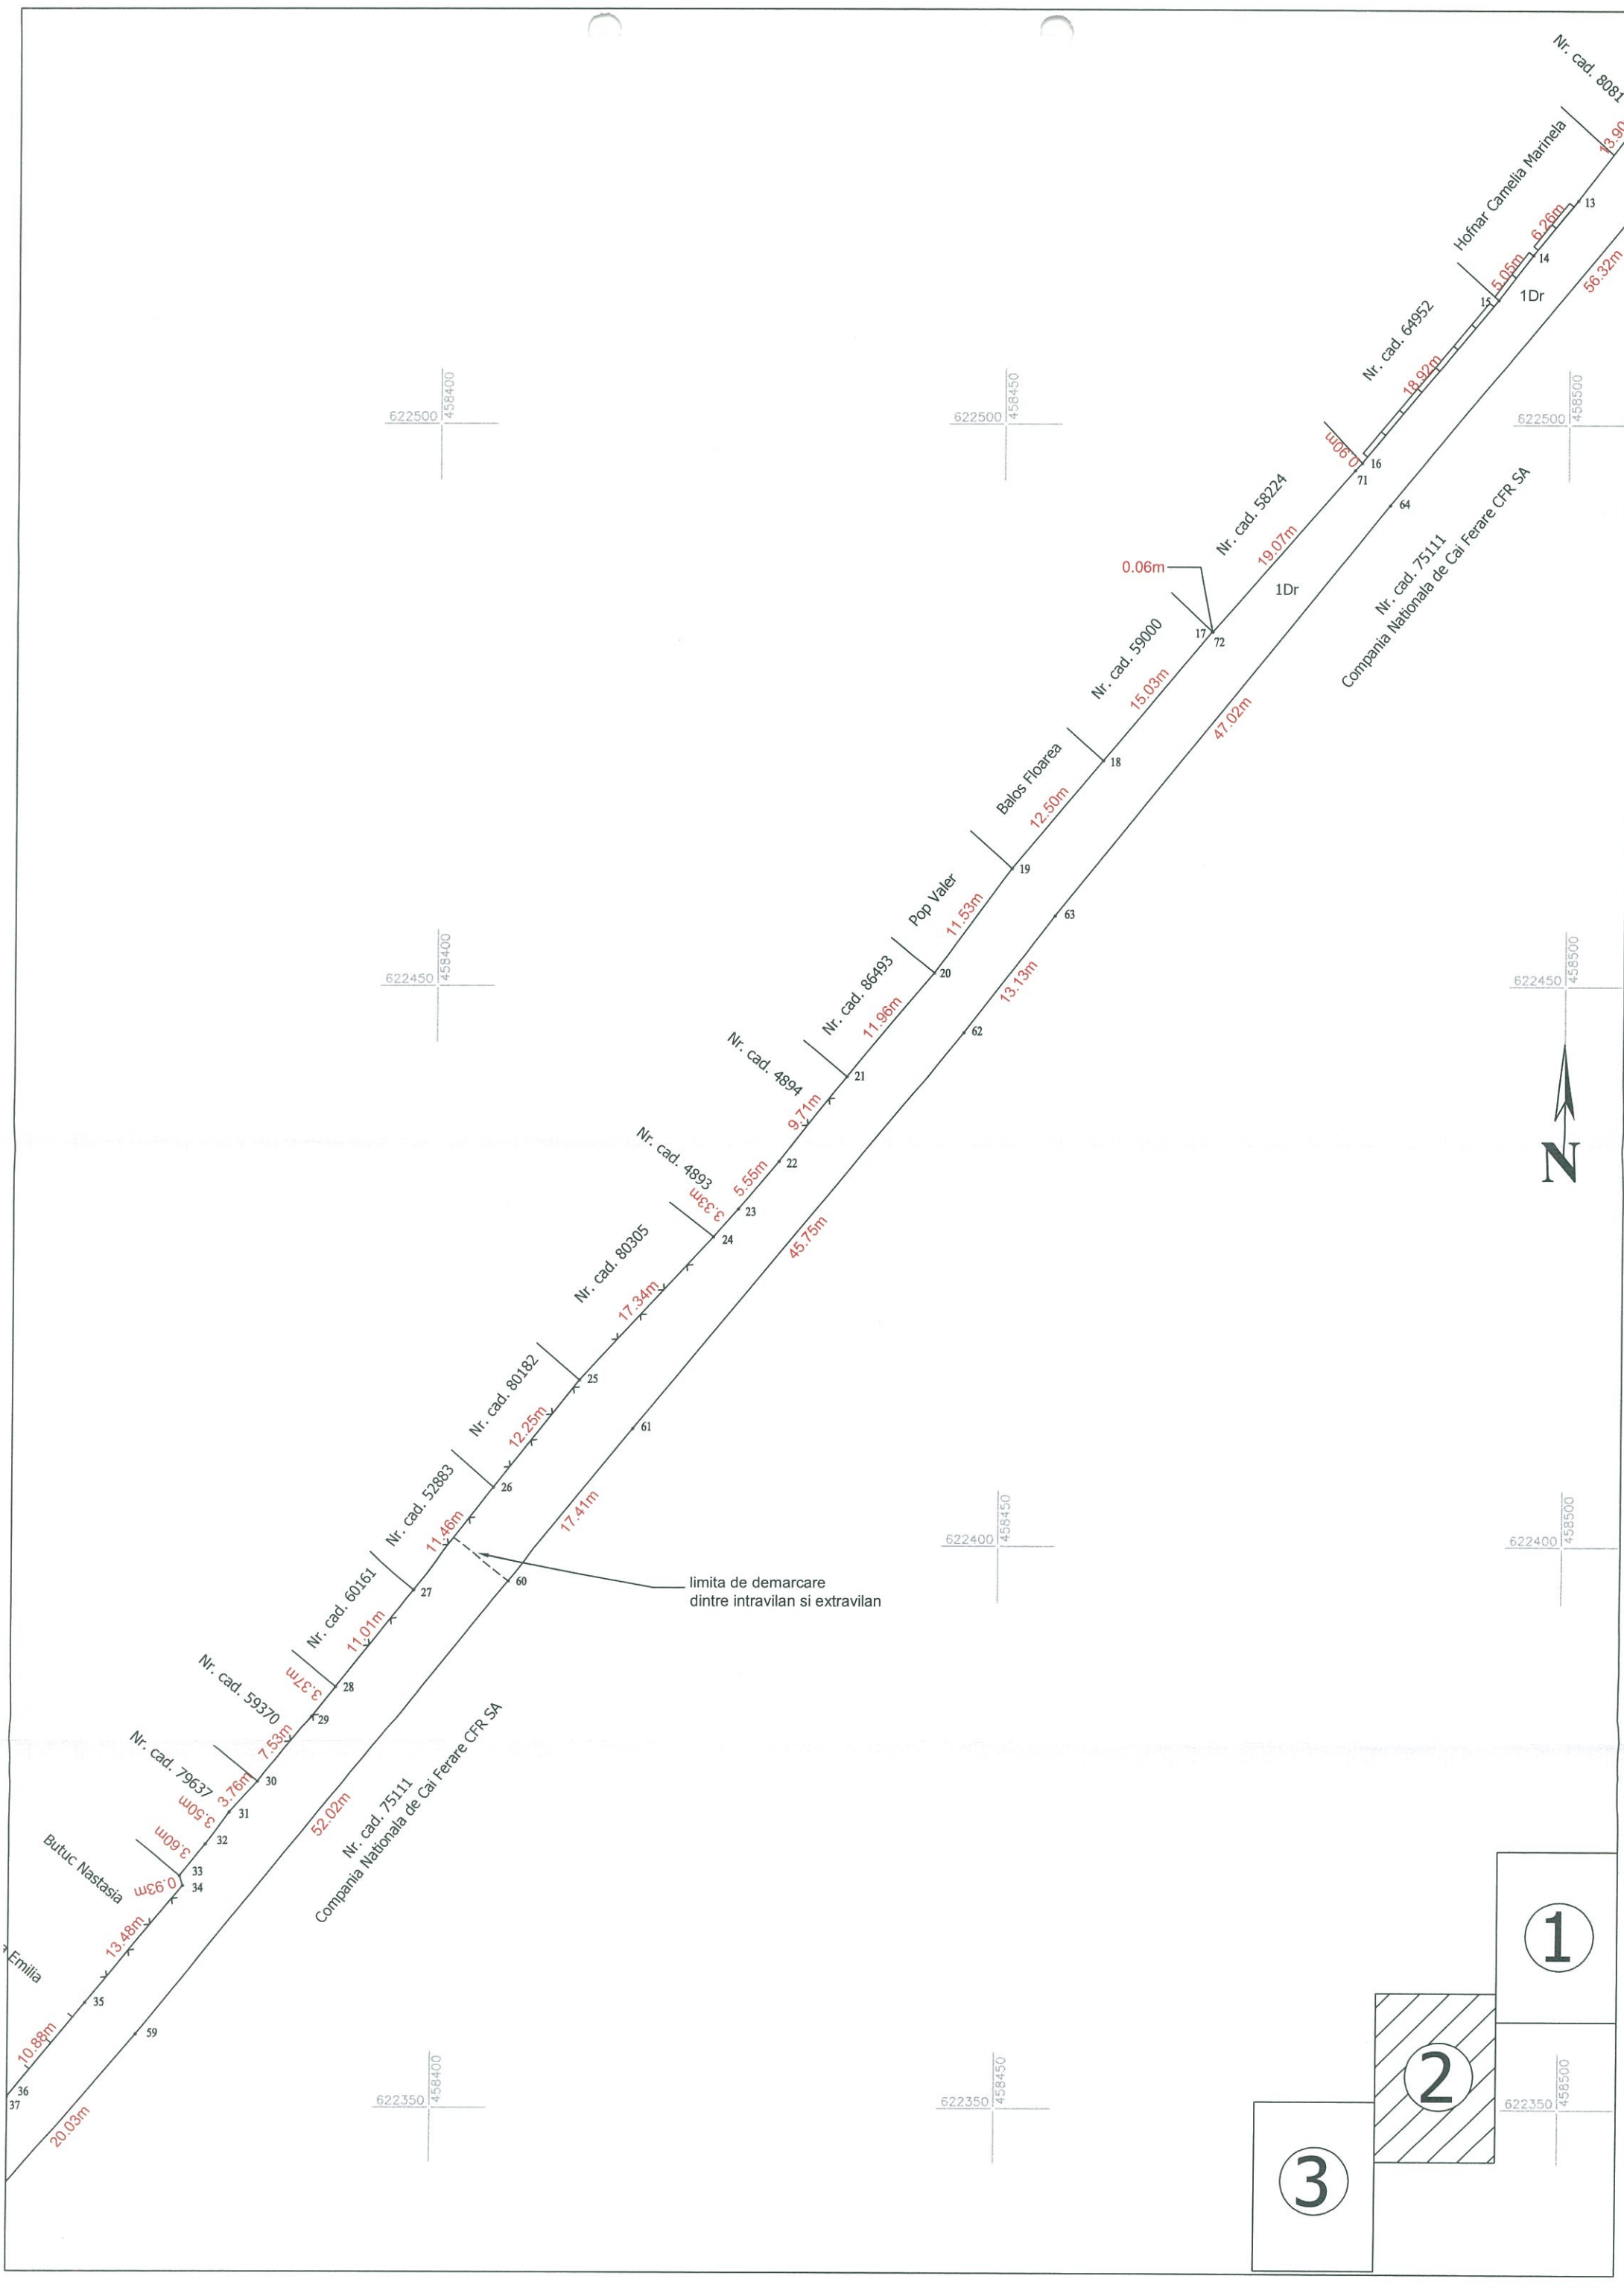 Nr. cad. 8081
13.90
Hofnar Camelia Marinela
13
6.26m
14
5.05m
56.32m
15
1Dr
Nr. cad. 64952
18.92m
622500
458400
622500
458450
622500
458500
0.90m
16
71
64
Nr. cad. 58224
19.07m
Nr. cad. 75111
Compania Nationala de Cai Ferare CFR SA
0.06m
1Dr
17
72
Nr. cad. 59000
15.03m
47.02m
18
Balos Floarea
12.50m
19
Pop Valer
11.53m
63
20
13.13m
622450
458400
622450
458500
Nr. cad. 86493
11.96m
62
21
Nr. cad. 4894
9.71m
22
N
Nr. cad. 4893
5.55m
3.33m
23
24
45.75m
Nr. cad. 80305
17.34m
25
Nr. cad. 80182
12.25m
61
26
Nr. cad. 52883
17.41m
11.46m
622400
458450
622400
458500
60
limita de demarcare
dintre intravilan si extravilan
27
Nr. cad. 60161
11.01m
28
3.37m
Nr. cad. 59370
29
7.53m
30
Nr. cad. 79637
3.76m
31
3.50m
32
3.60m
52.02m
Nr. cad. 75111
Compania Nationala de Cai Ferare CFR SA
33
34
0.93m
Butuc Nastasia
13.48m
Emilia
35
59
10.88m
36
37
20.03m
622350
458400
622350
458450
622350
458500
1
2
3